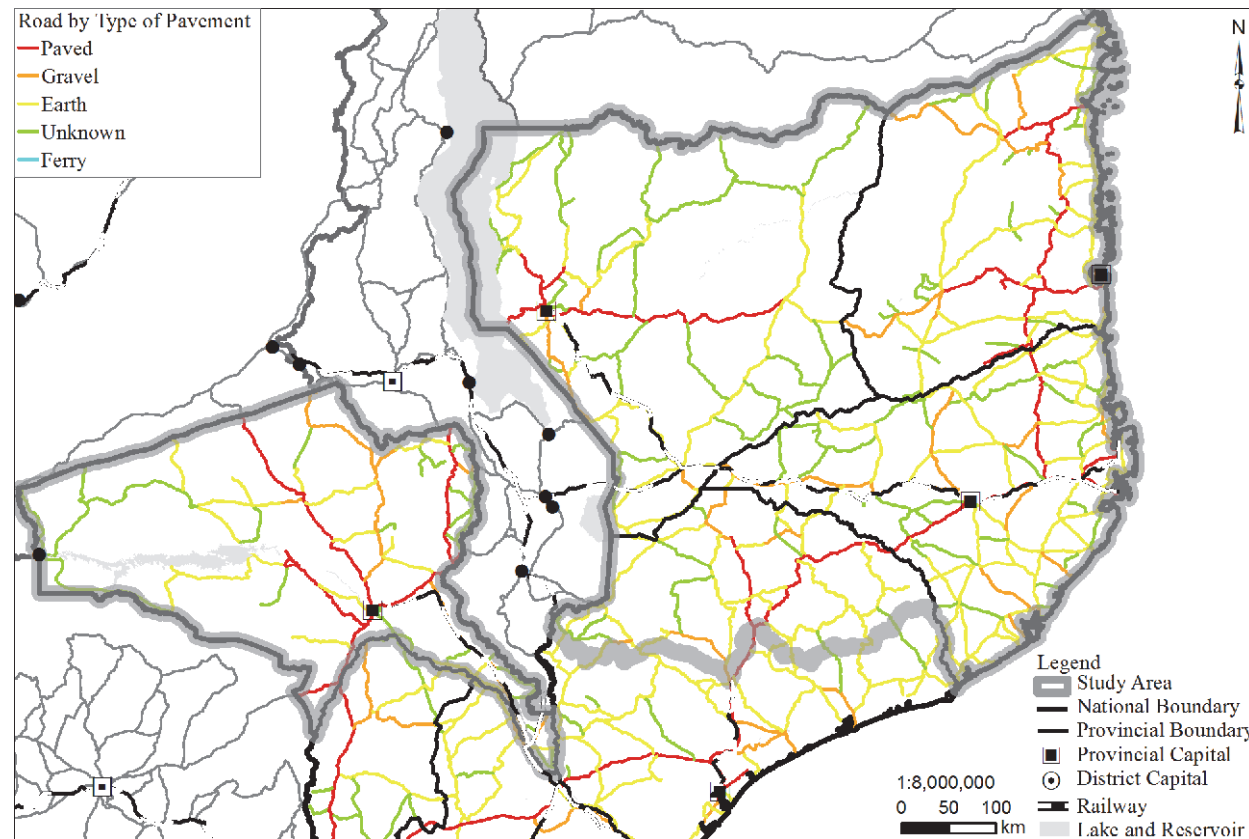 Road by Type of Pavement
Paved
Gravel
Earth
Unknown
Ferry
N
Legend
Study Area
National Boundary
Provincial Boundary
Provincial Capital
District Capital
Railway
Lake and Reservoir
1:8,000,000
0 50 100
km